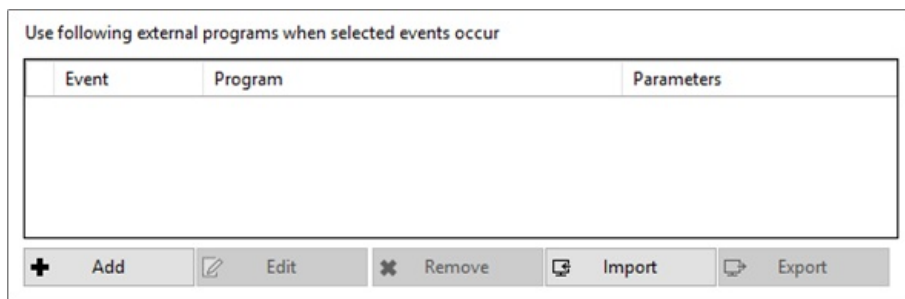 Use following external programs when selected events occur
Event Program Parameters
Add Edit Remove Import Export